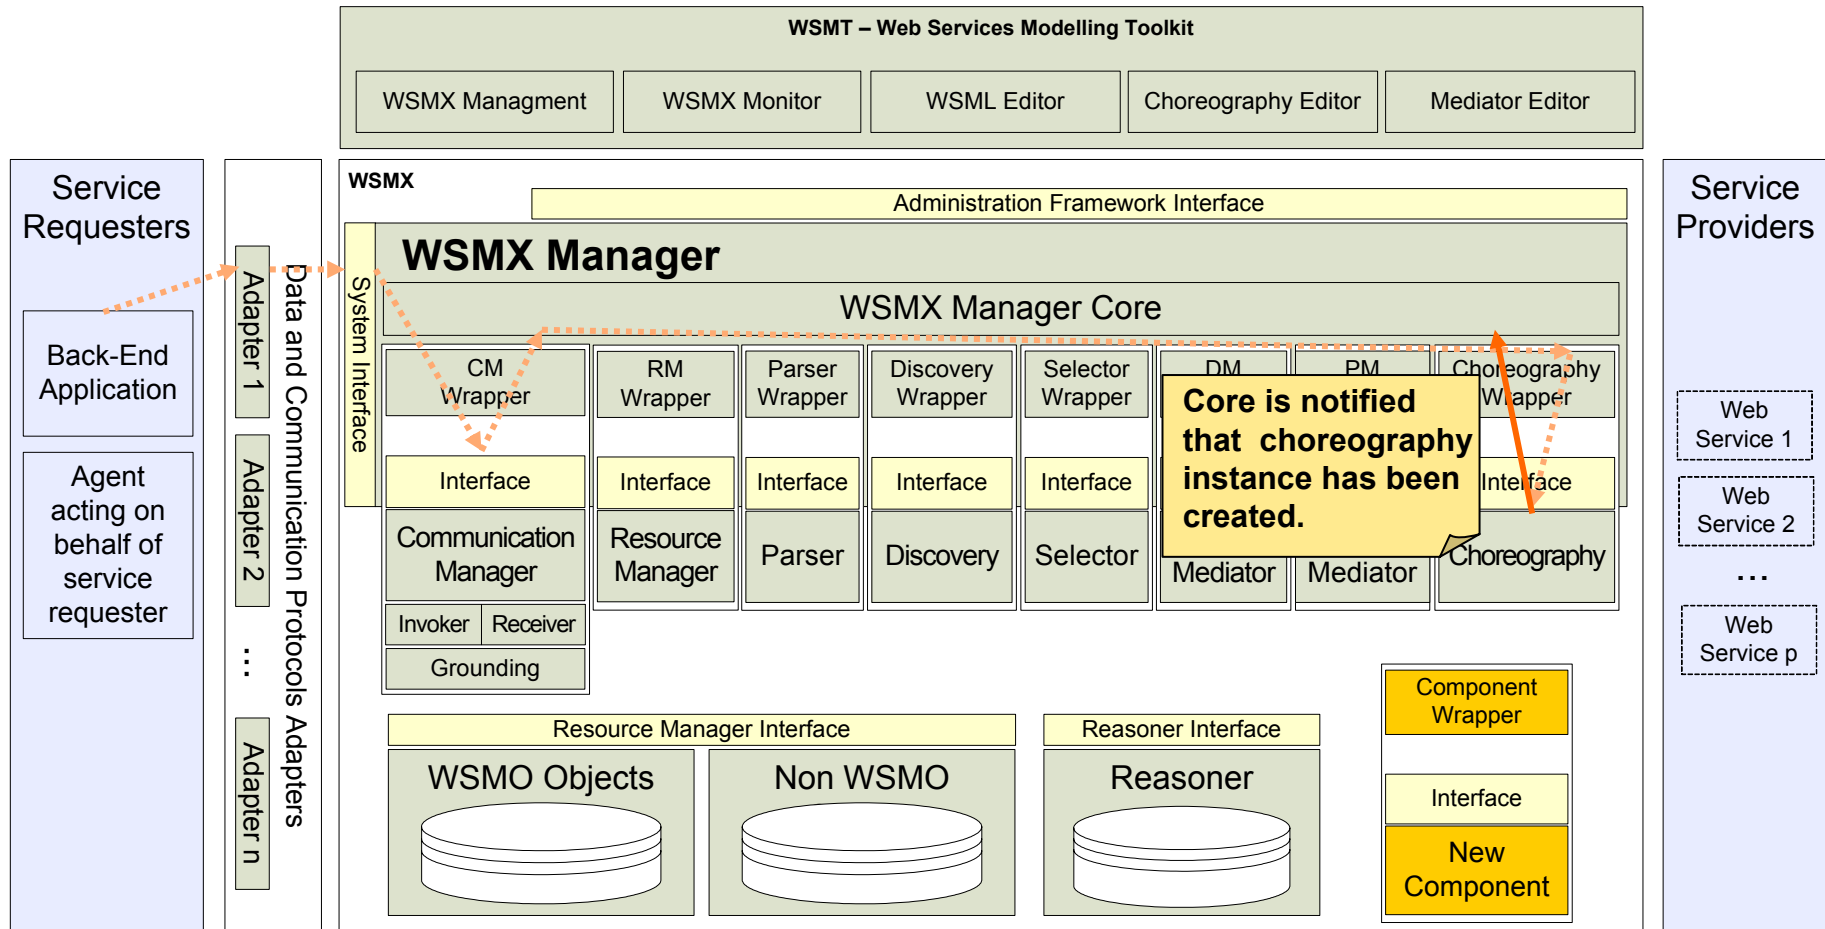 WSMT – Web Services Modelling Toolkit
WSMX Managment
WSMX Monitor
WSML Editor
Choreography Editor
Mediator Editor
Service
Requesters
Back-End
Application
Agent
acting on
behalf of
service
requester
Adapter 1
Adapter 2
...
Adapter n
Data and Communication Protocols Adapters
WSMX
Administration Framework Interface
System Interface
WSMX Manager
WSMX Manager Core
CM
Wrapper
Interface
Communication
Manager
Invoker
Receiver
Grounding
RM
Wrapper
Interface
Resource
Manager
Parser
Wrapper
Interface
Parser
Discovery
Wrapper
Interface
Discovery
Selector
Wrapper
Interface
Selector
DM
Mediator
PM
Mediator
Choreography
Wrapper
Interface
Choreography
Core is notified
that choreography
instance has been
created.
Resource Manager Interface
WSMO Objects
Non WSMO
Reasoner Interface
Reasoner
Component
Wrapper
Interface
New
Component
Service
Providers
Web
Service 1
Web
Service 2
...
Web
Service p